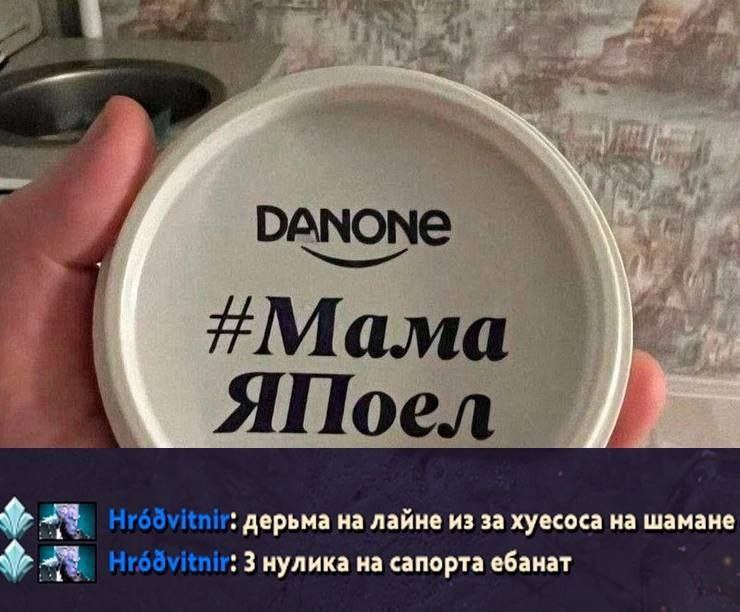 DANONE
#Мама
ЯПоел
Hróðvitnir: дерьма на лайне из за хуесоса на шамане
Hróðvitnir: 3 нулика на сапорта ебанат